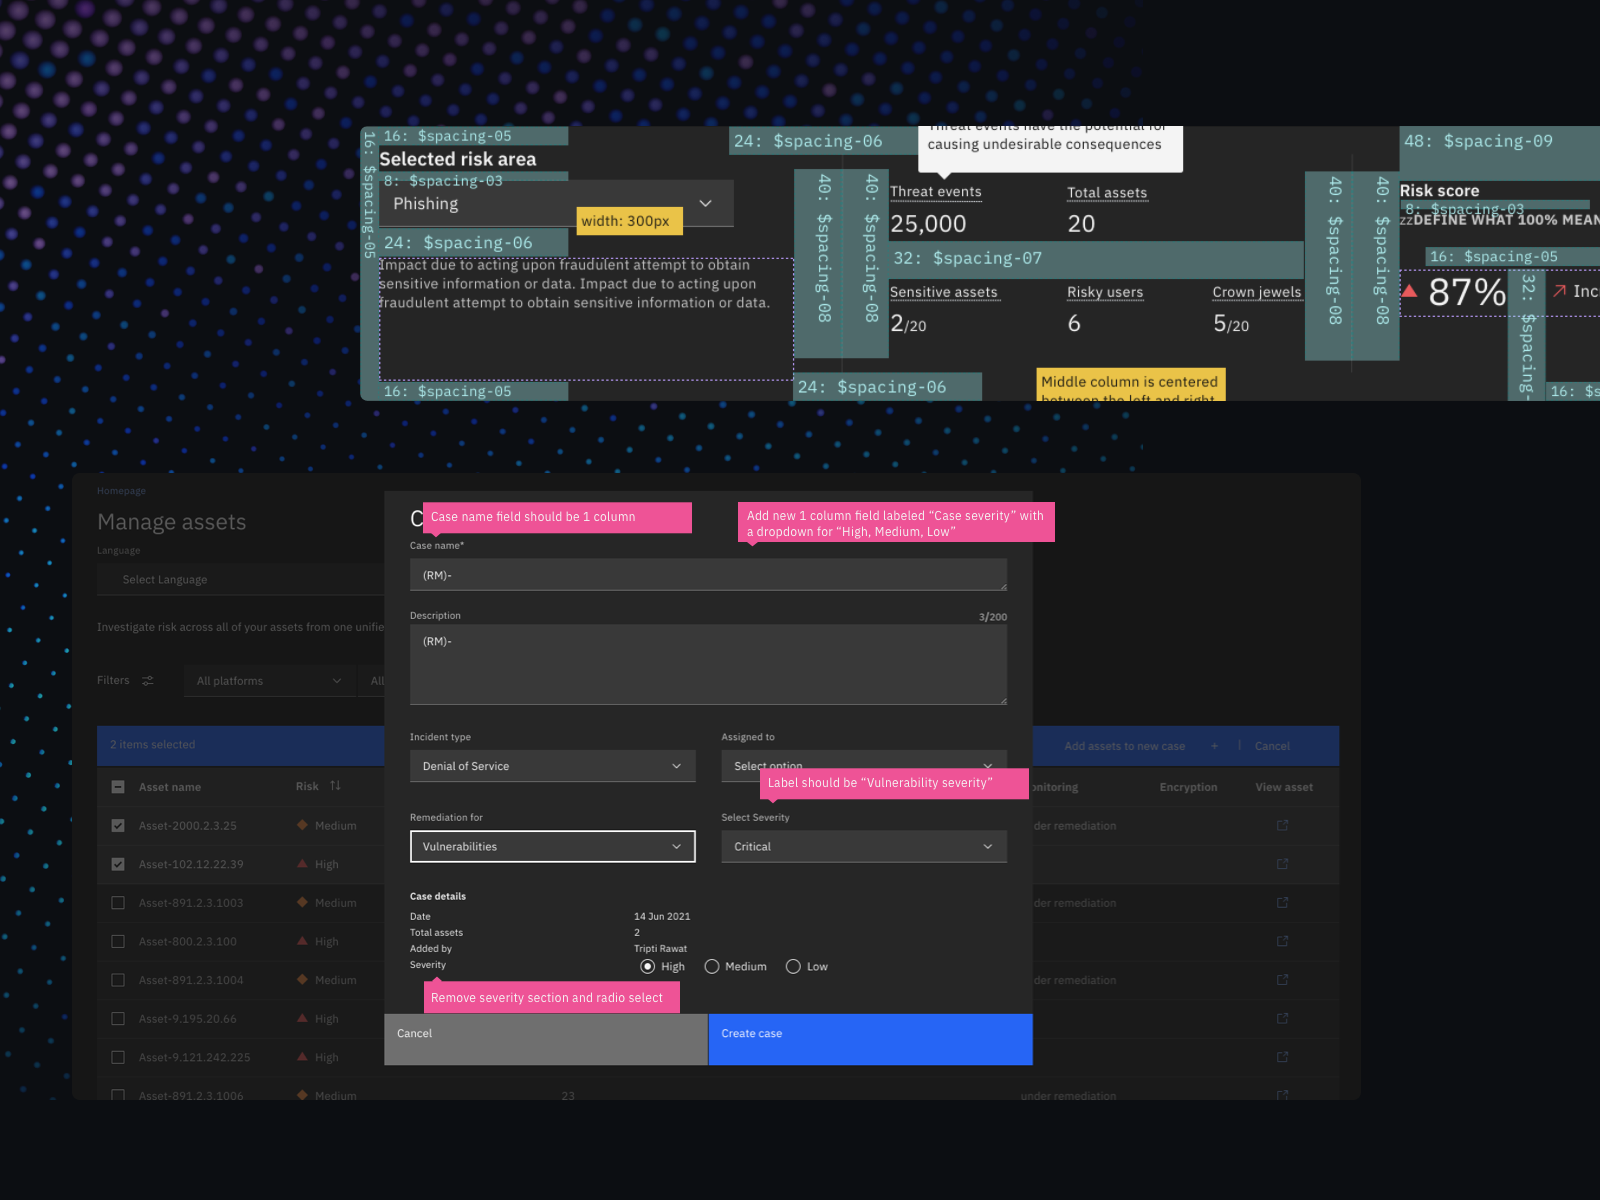 16: $spacing-05
16: $spacing-05
Selected risk area
8: $spacing-03
Phishing
width: 300px
24: $spacing-06
Impact due to acting upon fraudulent attempt to obtain
sensitive information or data. Impact due to acting upon
fraudulent attempt to obtain sensitive information or data.
16: $spacing-05
24: $spacing-06
Threat events have the potential for
causing undesirable consequences
40: $spacing-08
40: $spacing-08
Threat events
25,000
Total assets
20
32: $spacing-07
Sensitive assets
2/20
Risky users
6
Crown jewels
5/20
24: $spacing-06
Middle column is centered
between the left and right
40: $spacing-08
40: $spacing-08
48: $spacing-09
Risk score
8: $spacing-03
zzDEFINE WHAT 100% MEAN
16: $spacing-05
87%
32: $spacing-
Inc
16: $s
Homepage
Manage assets
Language
Select Language
Investigate risk across all of your assets from one unifie
Filters
All platforms
All
2 items selected
Add assets to new case +
Cancel
Asset name
Risk
onitoring
Encryption
View asset
Asset-2000.2.3.25
Medium
der remediation
Asset-102.12.22.39
High
Asset-891.2.3.1003
Medium
der remediation
Asset-800.2.3.100
High
Asset-891.2.3.1004
Medium
der remediation
Asset-9.195.20.66
High
Asset-9.121.242.225
High
Asset-891.2.3.1006
Medium
23
under remediation
C
Case name field should be 1 column
Add new 1 column field labeled “Case severity” with
a dropdown for “High, Medium, Low”
Case name*
(RM)-
Description
3/200
(RM)-
Incident type
Denial of Service
Assigned to
Select option
Label should be “Vulnerability severity”
Remediation for
Vulnerabilities
Select Severity
Critical
Case details
Date
14 Jun 2021
Total assets
2
Added by
Tripti Rawat
Severity
High
Medium
Low
Remove severity section and radio select
Cancel
Create case